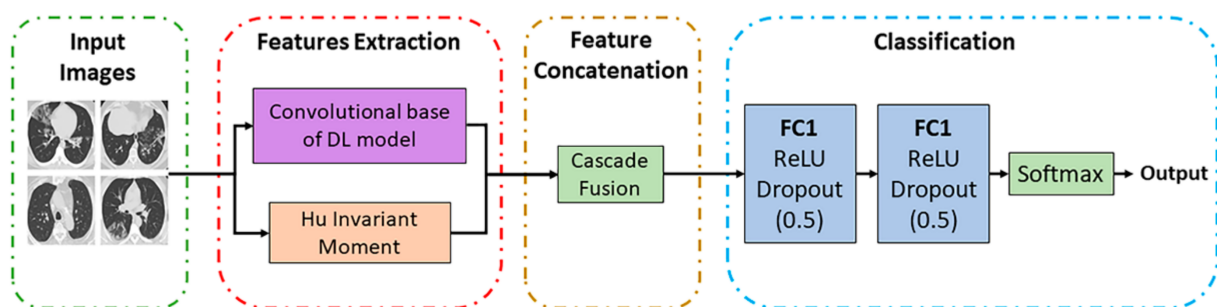 Input
Images
Features Extraction
Convolutional base
of DL model
Hu Invariant
Moment
Feature
Concatenation
Cascade
Fusion
Classification
FC1
ReLU
Dropout
(0.5)
FC1
ReLU
Dropout
(0.5)
Softmax
Output